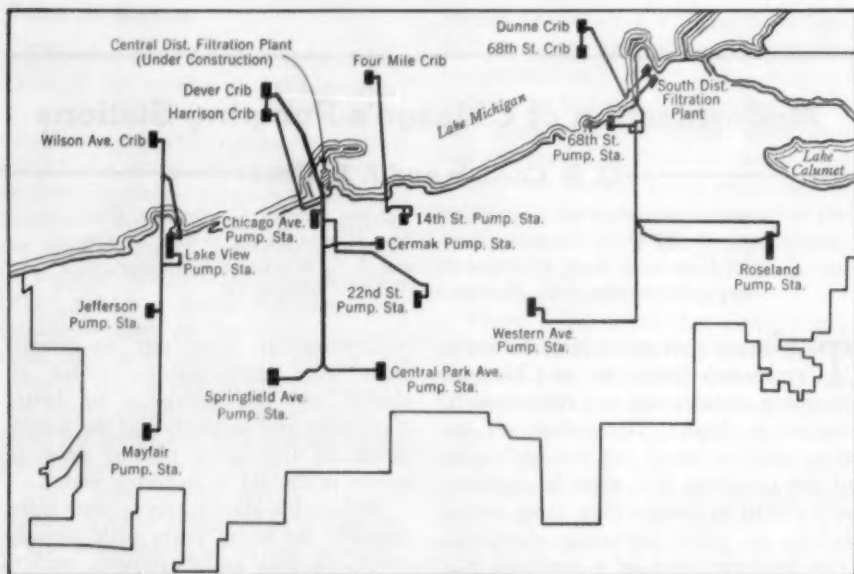 Central Dist. Filtration Plant
(Under Construction)
Dunne Crib
68th St. Crib
Four Mile Crib
Dever Crib
Harrison Crib
Lake Michigan
South Dist.
Filtration
Plant
Wilson Ave. Crib
68th St.
Pump. Sta.
Lake
Calumet
Chicago Ave.
Pump. Sta.
14th St. Pump. Sta.
Cermak Pump. Sta.
Lake View
Pump. Sta.
Roseland
Pump. Sta.
22nd St.
Pump. Sta.
Jefferson
Pump. Sta.
Western Ave.
Pump. Sta.
Springfield Ave.
Pump. Sta.
Central Park Ave.
Pump. Sta.
Mayfair
Pump. Sta.